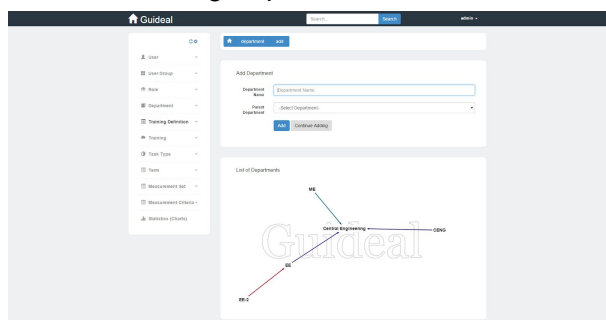 Guideal
Search...
Search
admin
department add
User
User Group
Role
Department
Training Definition
Training
Task Type
Term
Measurement Set
Measurement Criteria
Statistics (Charts)
Add Department
Department Name
Department Name
Parent Department
-Select Department-
Add Continue Adding
List of Departments
ME
Central Engineering
CENG
Guideal
EE
EE-2